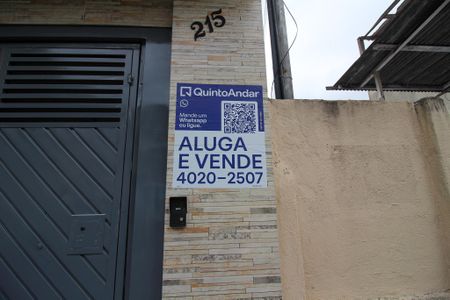 215
QuintoAndar
Mande um
Whatsapp
ou ligue.
ALUGA
E VENDE
4020-2507